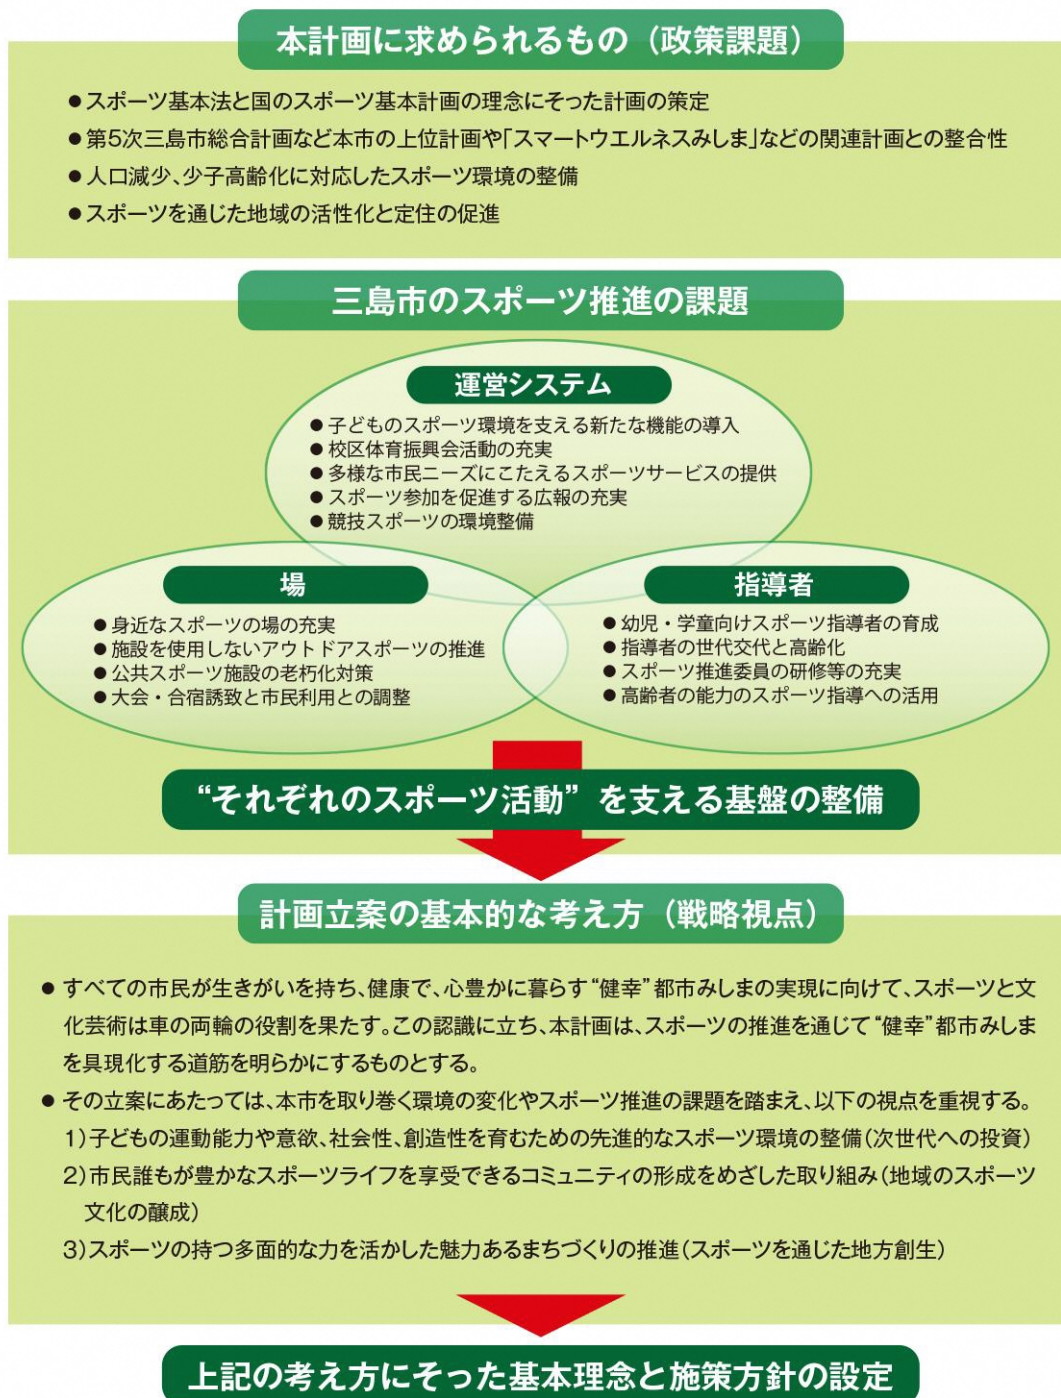 本計画に求められるもの（政策課題）
●スポーツ基本法と国のスポーツ基本計画の理念にそった計画の策定
●第5次三島市総合計画など本市の上位計画や「スマートウエルネスみしま」などの関連計画との整合性
●人口減少、少子高齢化に対応したスポーツ環境の整備
●スポーツを通じた地域の活性化と定住の促進
三島市のスポーツ推進の課題
運営システム
●子どものスポーツ環境を支える新たな機能の導入
●校区体育振興会活動の充実
●多様な市民ニーズにこたえるスポーツサービスの提供
●スポーツ参加を促進する広報の充実
●競技スポーツの環境整備
場
●身近なスポーツの場の充実
●施設を使用しないアウトドアスポーツの推進
●公共スポーツ施設の老朽化対策
●大会・合宿誘致と市民利用との調整
指導者
●幼児・学童向けスポーツ指導者の育成
●指導者の世代交代と高齢化
●スポーツ推進委員の研修等の充実
●高齢者の能力のスポーツ指導への活用
“それぞれのスポーツ活動”を支える基盤の整備
計画立案の基本的な考え方（戦略視点）
●すべての市民が生きがいを持ち、健康で、心豊かに暮らす“健幸”都市みしまの実現に向けて、スポーツと文
化芸術は車の両輪の役割を果たす。この認識に立ち、本計画は、スポーツの推進を通じて“健幸”都市みしま
を具現化する道筋を明らかにするものとする。
●その立案にあたっては、本市を取り巻く環境の変化やスポーツ推進の課題を踏まえ、以下の視点を重視する。
1）子どもの運動能力や意欲、社会性、創造性を育むための先進的なスポーツ環境の整備（次世代への投資）
2）市民誰もが豊かなスポーツライフを享受できるコミュニティの形成をめざした取り組み（地域のスポーツ
文化の醸成）
3）スポーツの持つ多面的な力を活かした魅力あるまちづくりの推進（スポーツを通じた地方創生）
上記の考え方にそった基本理念と施策方針の設定